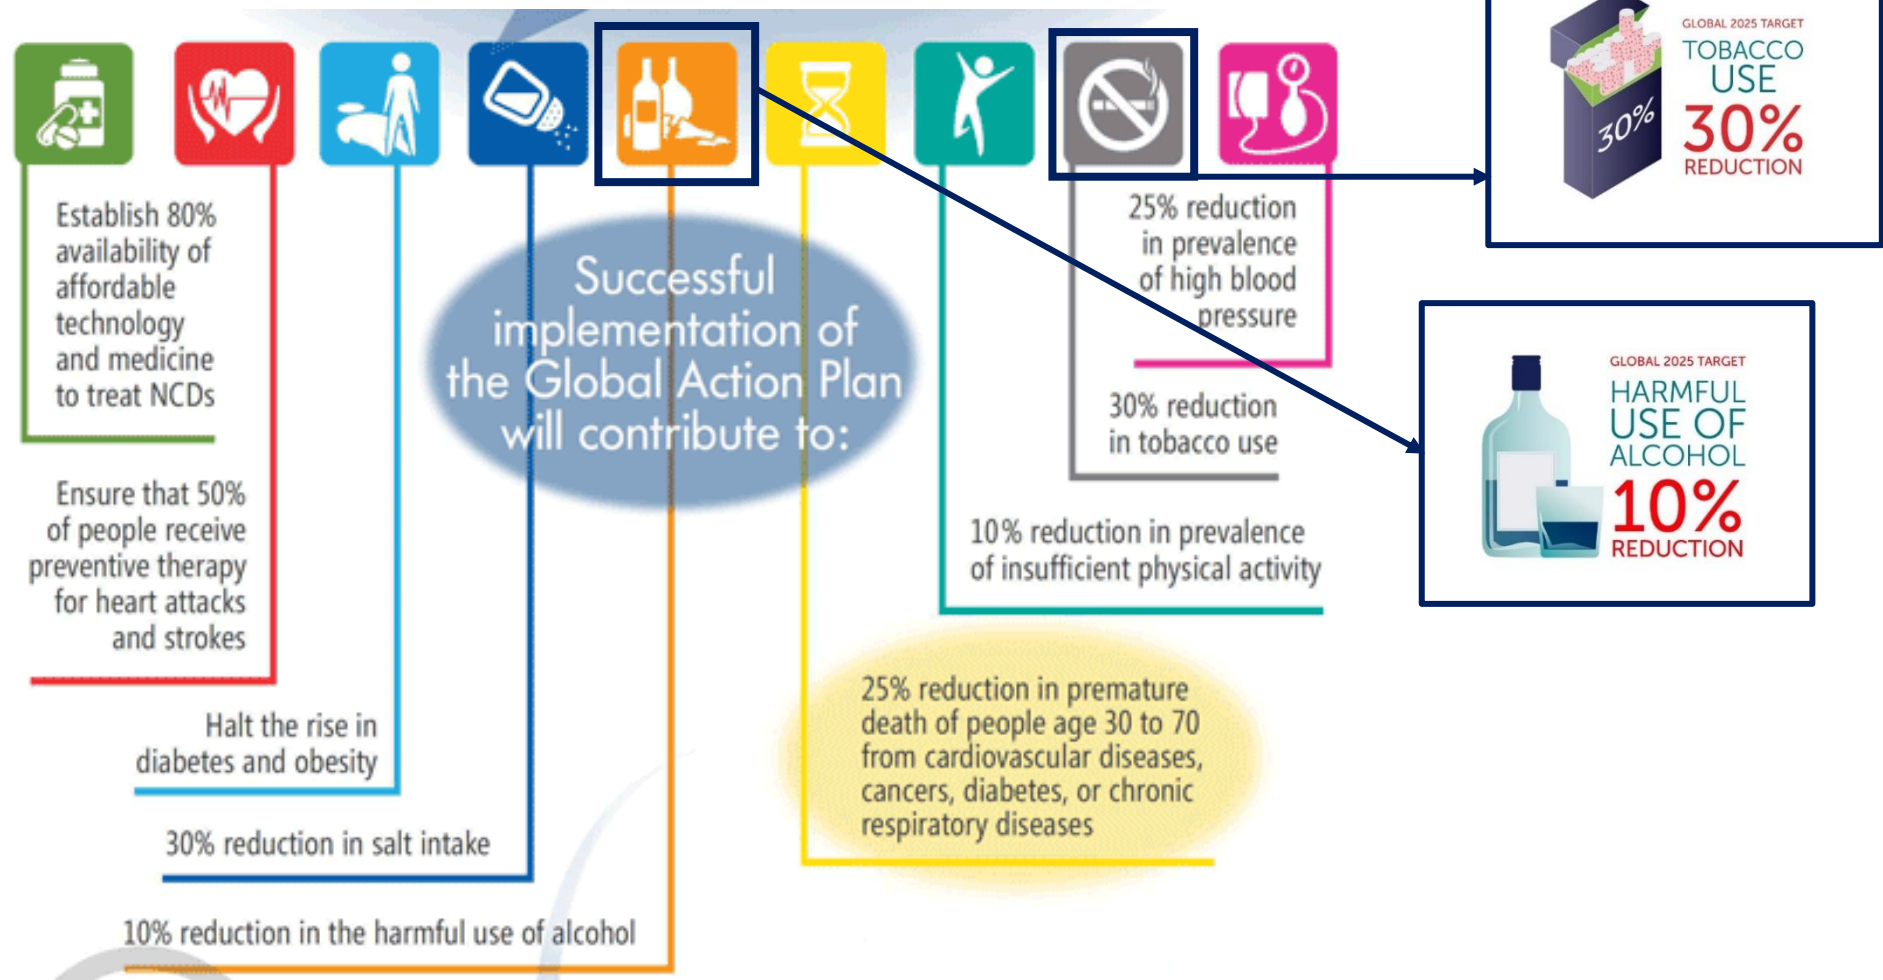 Establish 80%
availability of
affordable
technology
and medicine
to treat NCDs
Ensure that 50%
of people receive
preventive therapy
for heart attacks
and strokes
Halt the rise in
diabetes and obesity
30% reduction in salt intake
10% reduction in the harmful use of alcohol
Successful
implementation of
the Global Action Plan
will contribute to:
25% reduction in premature
death of people age 30 to 70
from cardiovascular diseases,
cancers, diabetes, or chronic
respiratory diseases
10% reduction in prevalence
of insufficient physical activity
30% reduction
in tobacco use
25% reduction
in prevalence
of high blood
pressure
30%
GLOBAL 2025 TARGET
TOBACCO
USE
30%
REDUCTION
GLOBAL 2025 TARGET
HARMFUL
USE OF
ALCOHOL
10%
REDUCTION